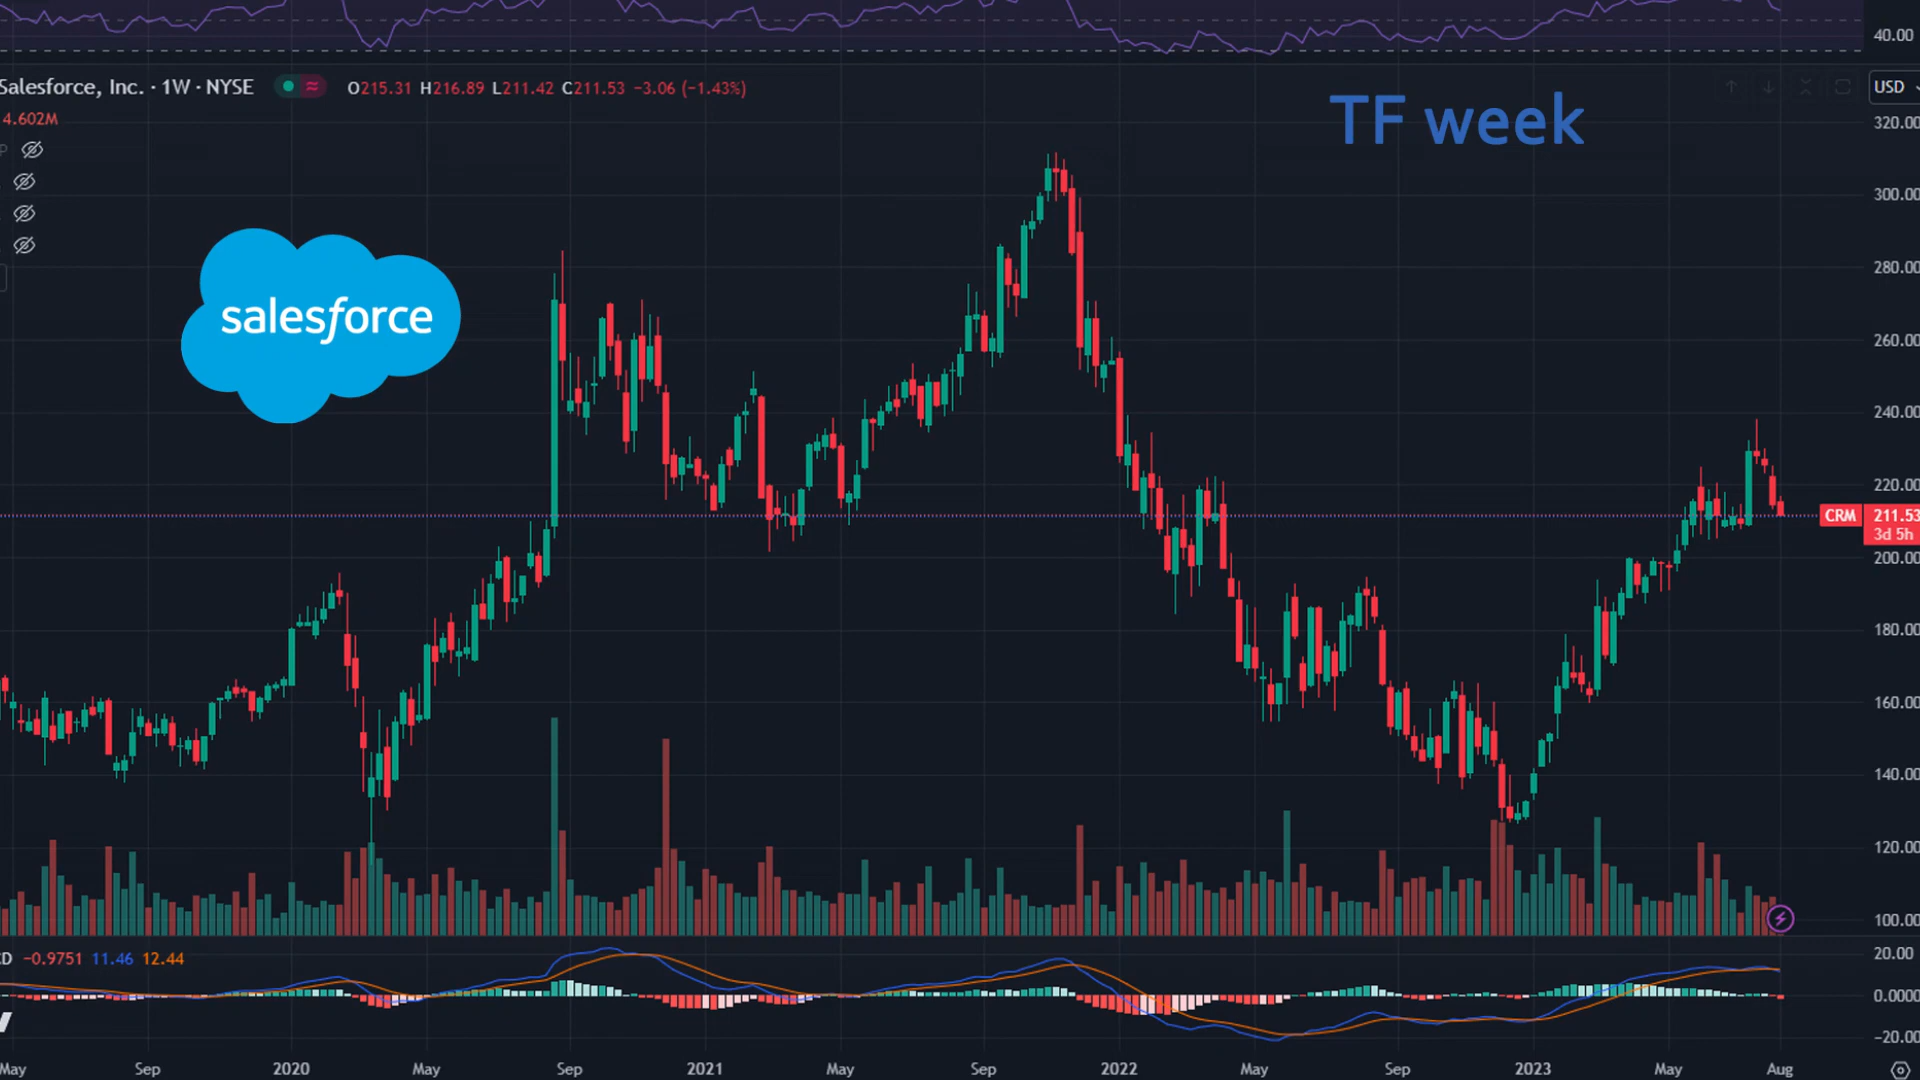 40.00
Salesforce, Inc. · 1W · NYSE O215.31 H216.89 L211.42 C211.53 −3.06 (−1.43%)
USD
4.602M
TF week
320.00
P
300.00
280.00
salesforce
260.00
240.00
220.00
CRM 211.53
3d 5h
200.00
180.00
160.00
140.00
120.00
100.00
CD −0.9751 11.46 12.44
20.00
0.0000
−20.00
May Sep 2020 May Sep 2021 May Sep 2022 May Sep 2023 May Aug